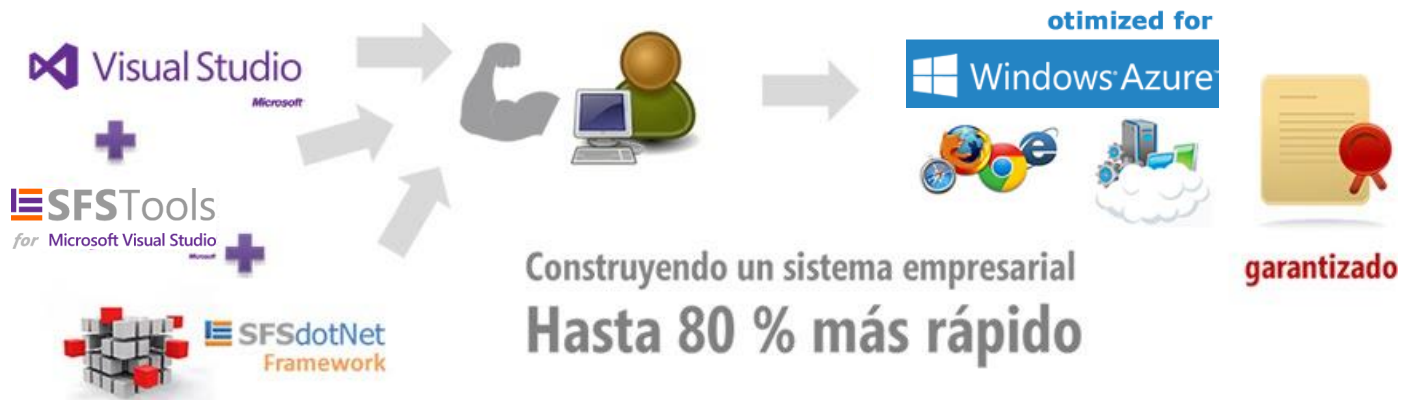 Visual Studio
Microsoft
SFSTools
for Microsoft Visual Studio
Microsoft
SFSdotNet
Framework
otimized for
Windows Azure
Construyendo un sistema empresarial
Hasta 80 % más rápido
garantizado